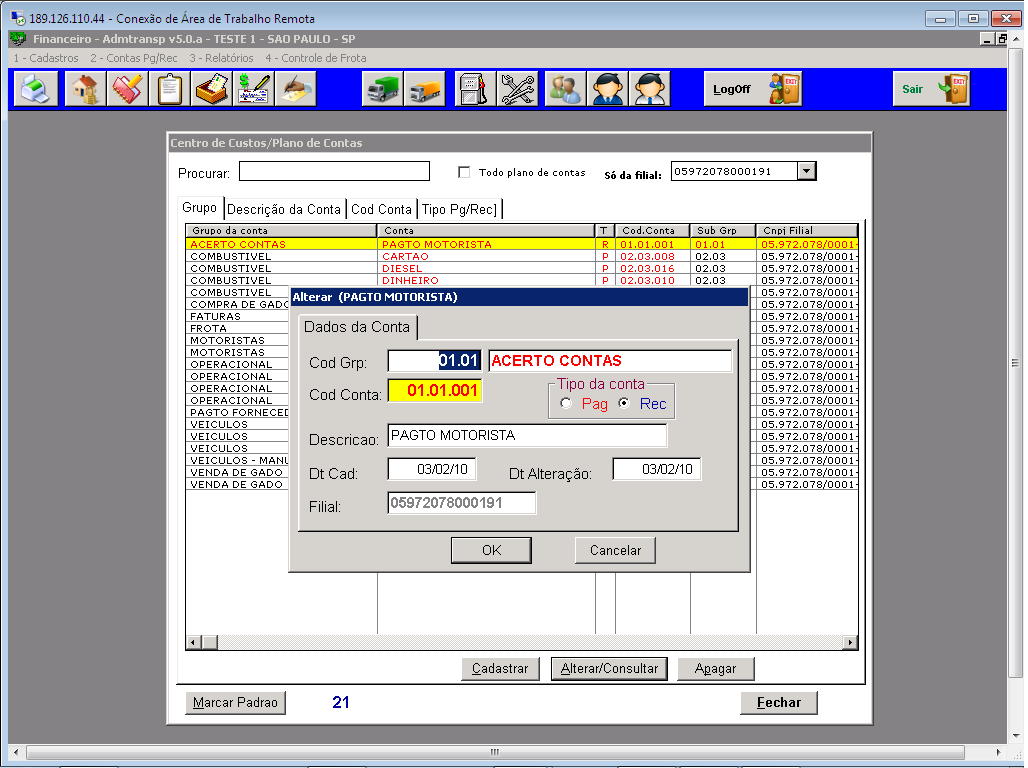 189.126.110.44 - Conexão de Área de Trabalho Remota
Financeiro - Admtransp v5.0.a - TESTE 1 - SAO PAULO - SP
1 - Cadastros 2 - Contas Pg/Rec 3 - Relatórios 4 - Controle de Frota
LogOff EXIT Sair EXIT
Centro de Custos/Plano de Contas
Procurar: Todo plano de contas Só da filial: 05972078000191
Grupo Descrição da Conta Cod Conta Tipo Pg/Rec]
Grupo da conta Conta T Cod.Conta Sub Grp Cnpj Filial
ACERTO CONTAS PAGTO MOTORISTA R 01.01.001 01.01 05.972.078/0001-
COMBUSTIVEL CARTAO P 02.03.008 02.03 05.972.078/0001-
COMBUSTIVEL DIESEL P 02.03.016 02.03 05.972.078/0001-
COMBUSTIVEL DINHEIRO P 02.03.010 02.03 05.972.078/0001-
COMBUSTIVEL 05.972.078/0001-
COMPRA DE GADO 05.972.078/0001-
FATURAS 05.972.078/0001-
FROTA 05.972.078/0001-
MOTORISTAS 05.972.078/0001-
MOTORISTAS 05.972.078/0001-
OPERACIONAL 05.972.078/0001-
OPERACIONAL 05.972.078/0001-
OPERACIONAL 05.972.078/0001-
OPERACIONAL 05.972.078/0001-
PAGTO FORNECED 05.972.078/0001-
VEICULOS 05.972.078/0001-
VEICULOS 05.972.078/0001-
VEICULOS 05.972.078/0001-
VEICULOS - MANU 05.972.078/0001-
VENDA DE GADO 05.972.078/0001-
VENDA DE GADO 05.972.078/0001-
Alterar (PAGTO MOTORISTA)
Dados da Conta
Cod Grp: 01.01 ACERTO CONTAS
Cod Conta: 01.01.001
Tipo da conta
Pag Rec
Descricao: PAGTO MOTORISTA
Dt Cad: 03/02/10 Dt Alteração: 03/02/10
Filial: 05972078000191
OK Cancelar
Cadastrar Alterar/Consultar Apagar
Marcar Padrao 21 Fechar